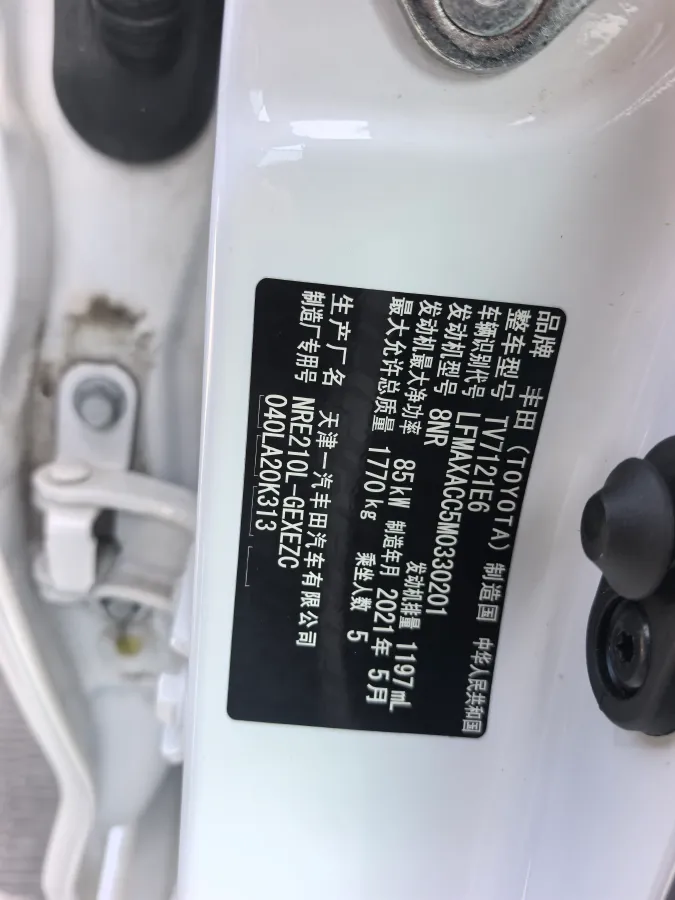 品牌 丰田（TOYOTA） 制造国 中华人民共和国
整车型号 TV7121E6
车辆识别代号 LFMAXACC5M0330201
发动机型号 8NR 发动机排量 1197mL
发动机最大净功率 85kW 制造年月 2021年 5月
最大允许总质量 1770kg 乘坐人数 5
生产厂名 天津一汽丰田汽车有限公司
制造厂专用号 NRE210L-GEXEZC
040LA20K313